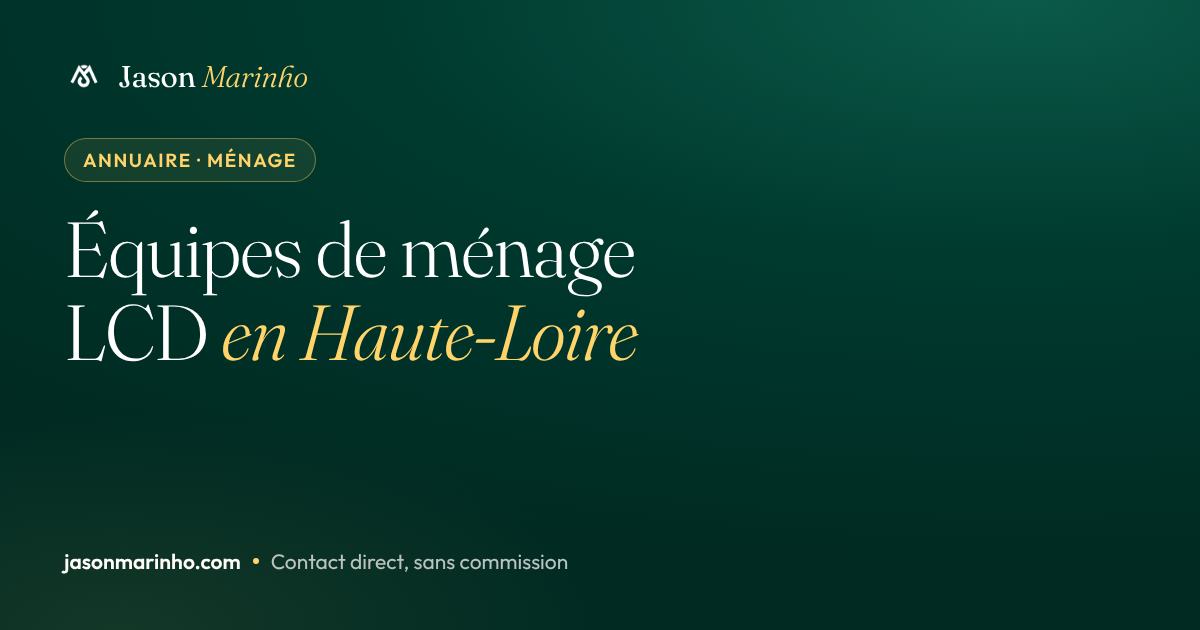 Jason Marinho
ANNUAIRE · MÉNAGE
Équipes de ménage
LCD en Haute-Loire
jasonmarinho.com • Contact direct, sans commission